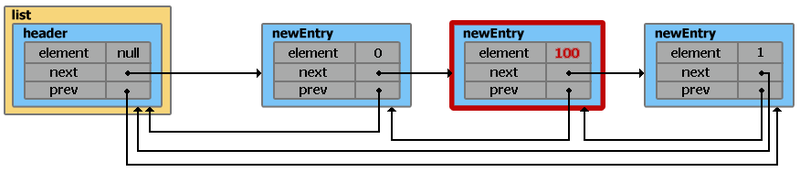 list
header
element null
next
prev
newEntry
element 0
next
prev
newEntry
element 100
next
prev
newEntry
element 1
next
prev